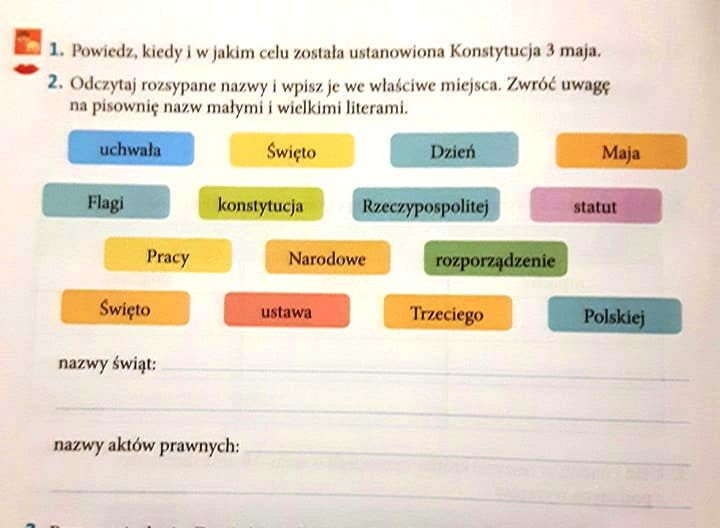 1. Powiedz, kiedy i w jakim celu została ustanowiona Konstytucja 3 maja.
2. Odczytaj rozsypane nazwy i wpisz je we właściwe miejsca. Zwróć uwagę
na pisownię nazw małymi i wielkimi literami.
uchwała Święto Dzień Maja
Flagi konstytucja Rzeczypospolitej statut
Pracy Narodowe rozporządzenie
Święto ustawa Trzeciego Polskiej
nazwy świąt:
nazwy aktów prawnych: